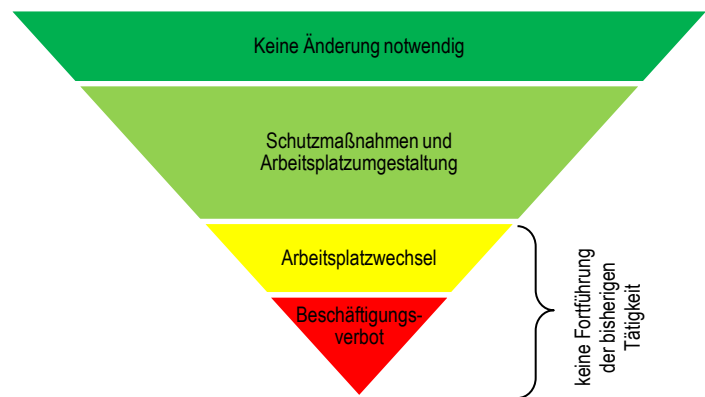 Keine Änderung notwendig
Schutzmaßnahmen und
Arbeitsplatzumgestaltung
Arbeitsplatzwechsel
Beschäftigungs-
verbot
keine Fortführung
der bisherigen
Tätigkeit